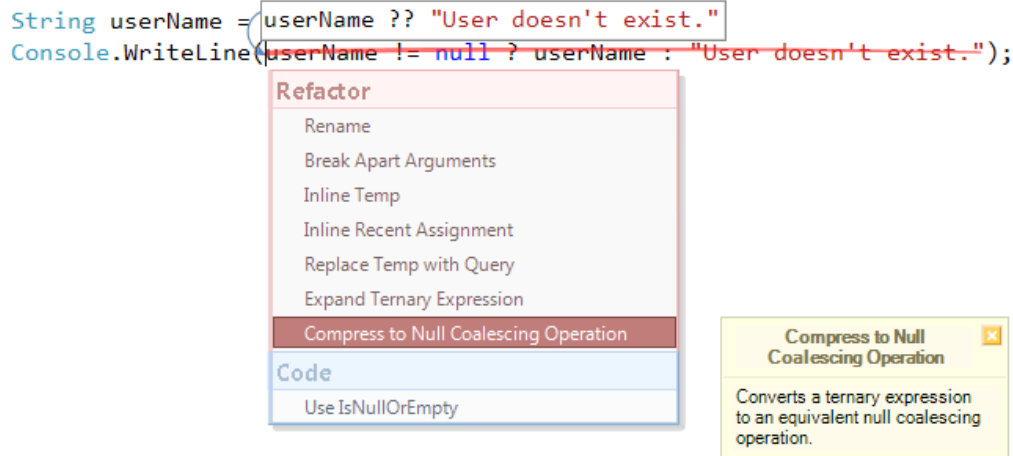 String userName = userName ?? "User doesn't exist."
Console.WriteLine(userName != null ? userName : "User doesn't exist.");
Refactor
Rename
Break Apart Arguments
Inline Temp
Inline Recent Assignment
Replace Temp with Query
Expand Ternary Expression
Compress to Null Coalescing Operation
Code
Use IsNullOrEmpty
Compress to Null
Coalescing Operation
Converts a ternary expression
to an equivalent null coalescing
operation.